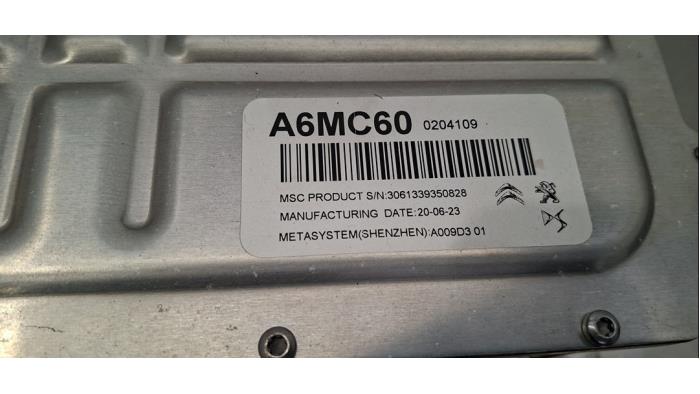 A6MC60 0204109
MSC PRODUCT S/N:3061339350828
MANUFACTURING DATE:20-06-23
METASYSTEM(SHENZHEN):A009D3 01